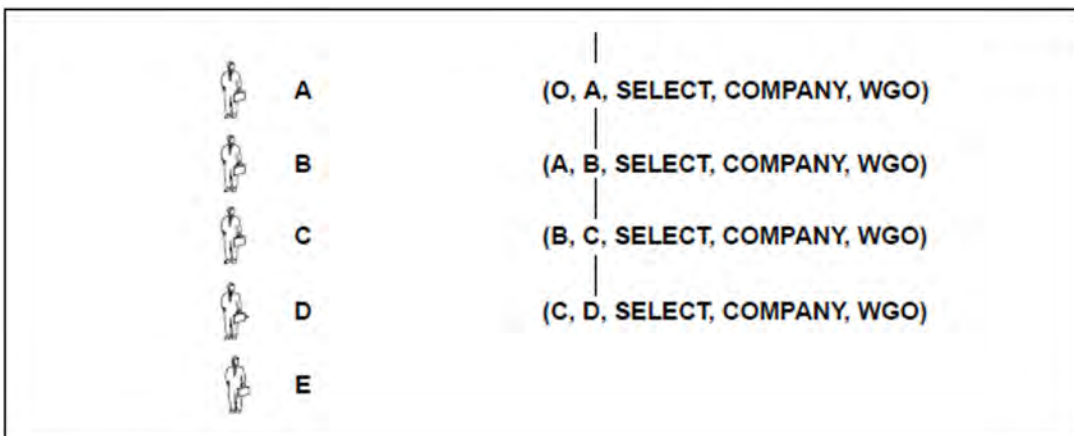 A (O, A, SELECT, COMPANY, WGO)
B (A, B, SELECT, COMPANY, WGO)
C (B, C, SELECT, COMPANY, WGO)
D (C, D, SELECT, COMPANY, WGO)
E